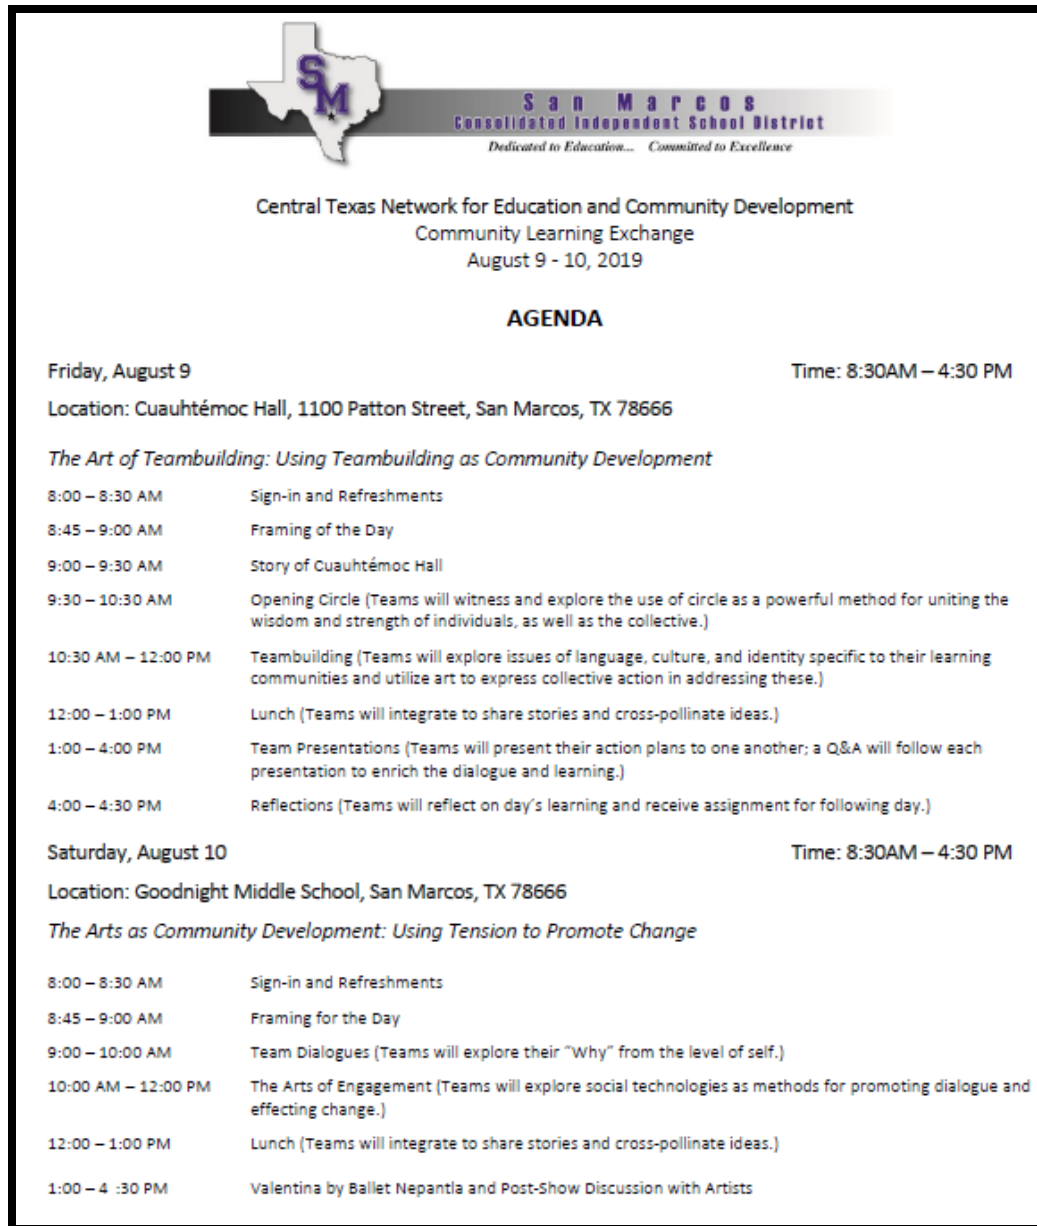 SM
San Marcos
Consolidated Independent School District
Dedicated to Education... Committed to Excellence
Central Texas Network for Education and Community Development
Community Learning Exchange
August 9 - 10, 2019
AGENDA
Friday, August 9 Time: 8:30AM – 4:30 PM
Location: Cuauhtémoc Hall, 1100 Patton Street, San Marcos, TX 78666
The Art of Teambuilding: Using Teambuilding as Community Development
8:00 – 8:30 AM Sign-in and Refreshments
8:45 – 9:00 AM Framing of the Day
9:00 – 9:30 AM Story of Cuauhtémoc Hall
9:30 – 10:30 AM Opening Circle (Teams will witness and explore the use of circle as a powerful method for uniting the
wisdom and strength of individuals, as well as the collective.)
10:30 AM – 12:00 PM Teambuilding (Teams will explore issues of language, culture, and identity specific to their learning
communities and utilize art to express collective action in addressing these.)
12:00 – 1:00 PM Lunch (Teams will integrate to share stories and cross-pollinate ideas.)
1:00 – 4:00 PM Team Presentations (Teams will present their action plans to one another; a Q&A will follow each
presentation to enrich the dialogue and learning.)
4:00 – 4:30 PM Reflections (Teams will reflect on day's learning and receive assignment for following day.)
Saturday, August 10 Time: 8:30AM – 4:30 PM
Location: Goodnight Middle School, San Marcos, TX 78666
The Arts as Community Development: Using Tension to Promote Change
8:00 – 8:30 AM Sign-in and Refreshments
8:45 – 9:00 AM Framing for the Day
9:00 – 10:00 AM Team Dialogues (Teams will explore their "Why" from the level of self.)
10:00 AM – 12:00 PM The Arts of Engagement (Teams will explore social technologies as methods for promoting dialogue and
effecting change.)
12:00 – 1:00 PM Lunch (Teams will integrate to share stories and cross-pollinate ideas.)
1:00 – 4 :30 PM Valentina by Ballet Nepantla and Post-Show Discussion with Artists